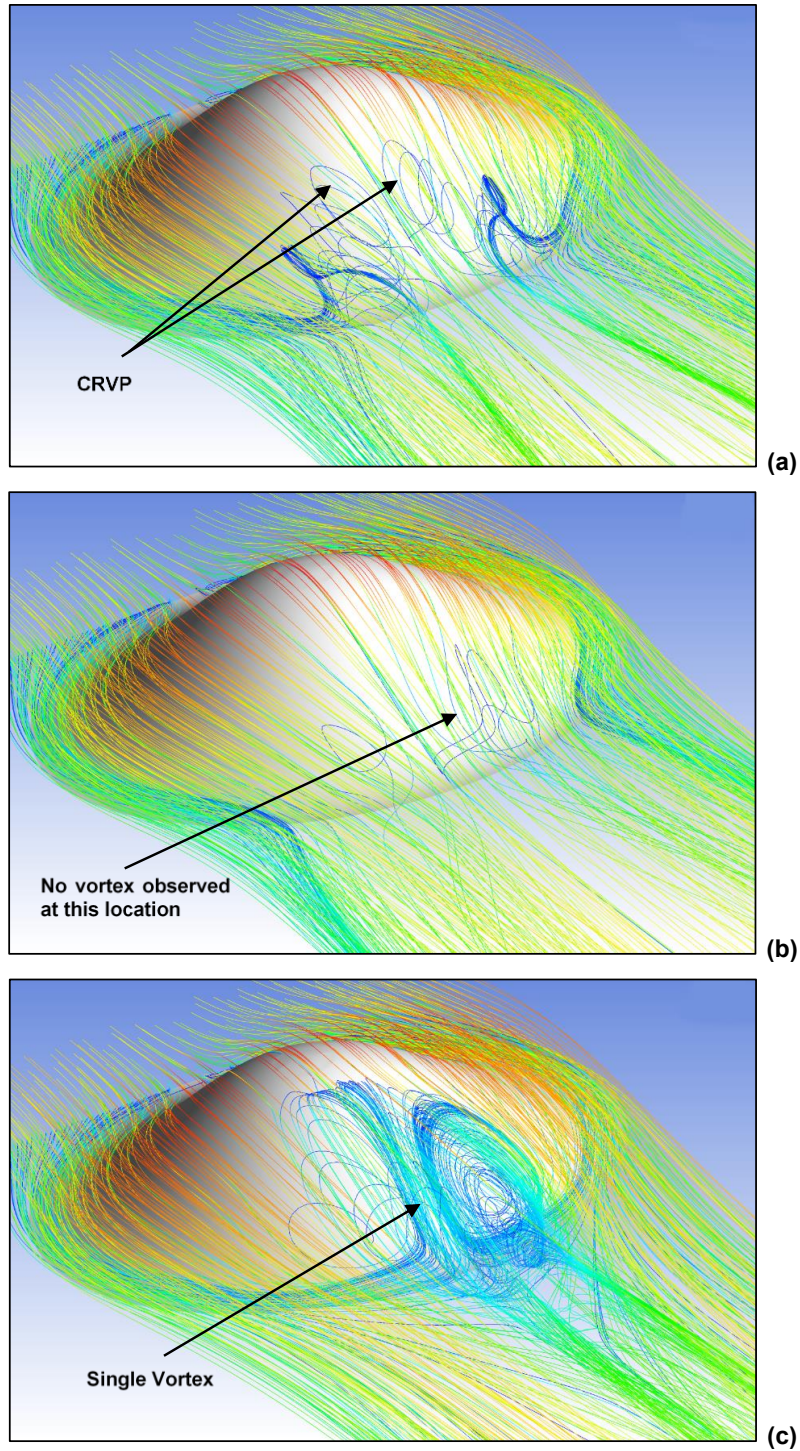 CRVP
(a)
No vortex observed
at this location
(b)
Single Vortex
(c)